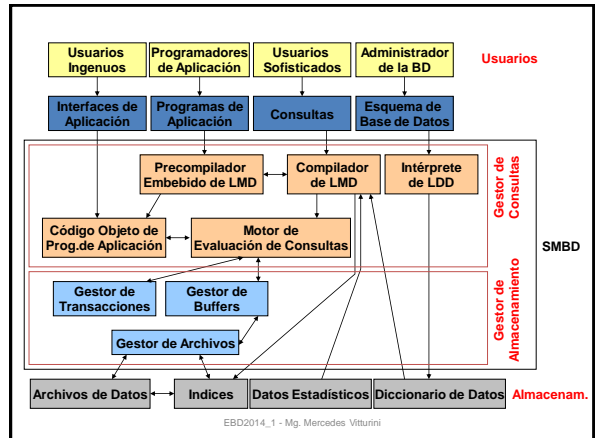 Usuarios Ingenuos
Programadores de Aplicación
Usuarios Sofisticados
Administrador de la BD
Usuarios
Interfaces de Aplicación
Programas de Aplicación
Consultas
Esquema de Base de Datos
Precompilador Embebido de LMD
Compilador de LMD
Intérprete de LDD
Gestor de Consultas
Código Objeto de Prog.de Aplicación
Motor de Evaluación de Consultas
SMBD
Gestor de Transacciones
Gestor de Buffers
Gestor de Almacenamiento
Gestor de Archivos
Archivos de Datos
Indices
Datos Estadísticos
Diccionario de Datos
Almacenam.
EBD2014_1 - Mg. Mercedes Vitturini